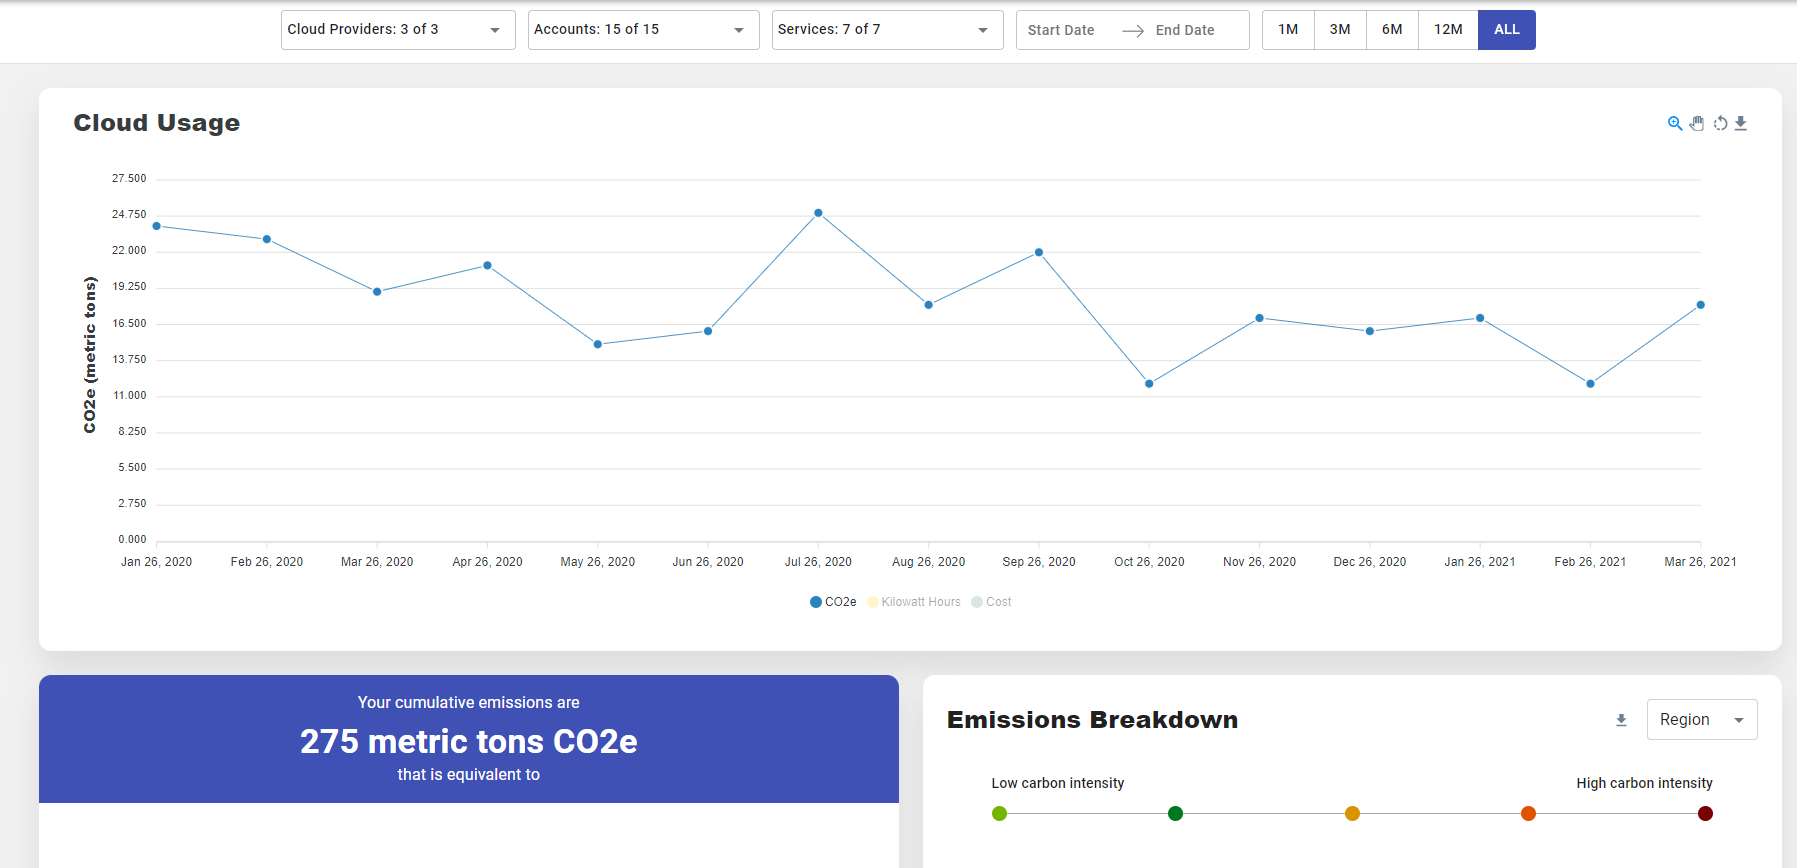 Cloud Providers: 3 of 3
Accounts: 15 of 15
Services: 7 of 7
Start Date
End Date
1M
3M
6M
12M
ALL
Cloud Usage
CO2e (metric tons)
27.500
24.750
22.000
19.250
16.500
13.750
11.000
8.250
5.500
2.750
0.000
Jan 26, 2020
Feb 26, 2020
Mar 26, 2020
Apr 26, 2020
May 26, 2020
Jun 26, 2020
Jul 26, 2020
Aug 26, 2020
Sep 26, 2020
Oct 26, 2020
Nov 26, 2020
Dec 26, 2020
Jan 26, 2021
Feb 26, 2021
Mar 26, 2021
CO2e
Kilowatt Hours
Cost
Your cumulative emissions are
275 metric tons CO2e
that is equivalent to
Emissions Breakdown
Region
Low carbon intensity
High carbon intensity